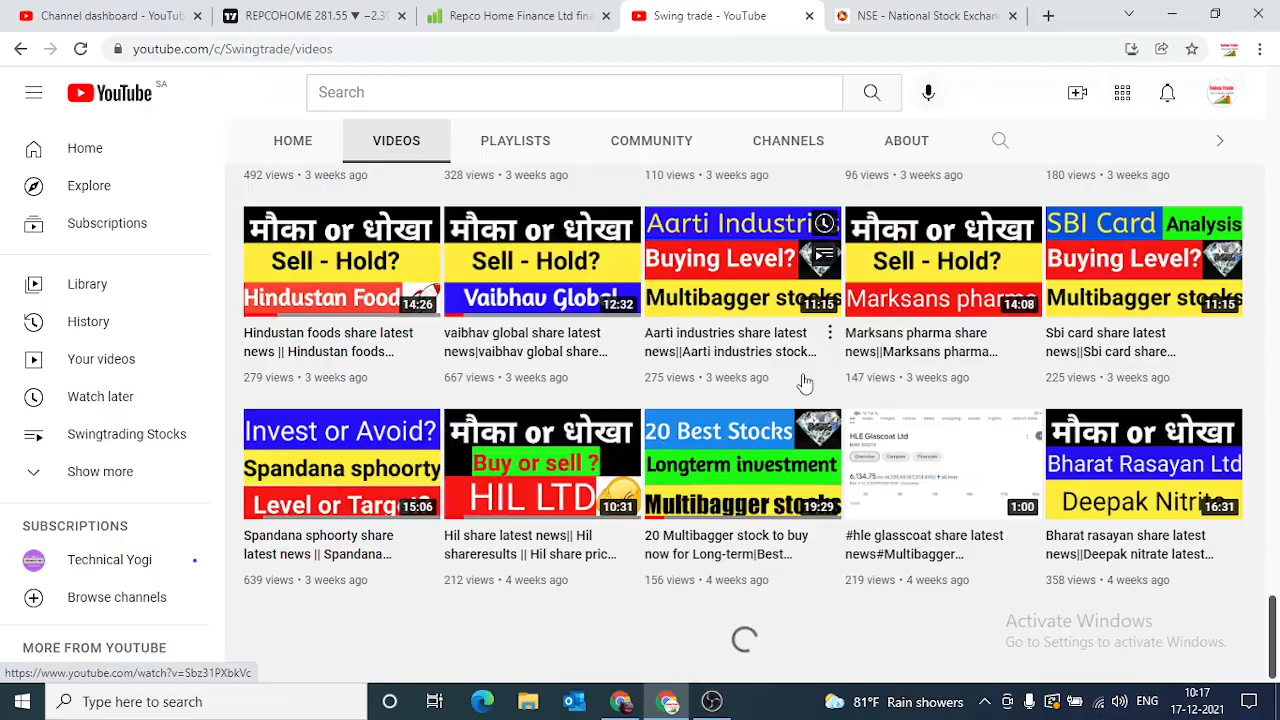 REPCOHOME 281.55 ▼ −2.39
Repco Home Finance Ltd fina
Swing trade - YouTube
NSE - National Stock Exchan
youtube.com/c/Swingtrade/videos
YouTube SA
Search
HOME
VIDEOS
PLAYLISTS
COMMUNITY
CHANNELS
ABOUT
Home
Explore
Subscriptions
Library
History
Your videos
Watch later
Swingtrading Stocks
Show more
SUBSCRIPTIONS
Technical Yogi
Browse channels
MORE FROM YOUTUBE
492 views • 3 weeks ago
328 views • 3 weeks ago
110 views • 3 weeks ago
96 views • 3 weeks ago
180 views • 3 weeks ago
मौका or धोखा
Sell - Hold?
Hindustan Food
14:26
Hindustan foods share latest
news || Hindustan foods...
279 views • 3 weeks ago
मौका or धोखा
Sell - Hold?
Vaibhav Global
12:32
vaibhav global share latest
news|vaibhav global share...
667 views • 3 weeks ago
Aarti Industri
Buying Level?
Multibagger stocks
11:15
Aarti industries share latest
news||Aarti industries stock...
275 views • 3 weeks ago
मौका or धोखा
Sell - Hold?
Marksans pharma
14:08
Marksans pharma share
news||Marksans pharma...
147 views • 3 weeks ago
SBI Card Analysis
Buying Level?
Multibagger stocks
11:15
Sbi card share latest
news||Sbi card share...
225 views • 3 weeks ago
Invest or Avoid?
Spandana sphoorty
Level or Targ
15:06
Spandana sphoorty share
latest news || Spandana...
639 views • 3 weeks ago
मौका or धोखा
Buy or sell ?
HIL LTD
10:31
Hil share latest news|| Hil
shareresults || Hil share pric...
212 views • 4 weeks ago
20 Best Stocks
Longterm investment
Multibagger stocks
19:29
20 Multibagger stock to buy
now for Long-term|Best...
156 views • 4 weeks ago
HLE Glascoat Ltd
Overview
Compare
Financials
6,134.75
1:00
#hle glasscoat share latest
news#Multibagger...
219 views • 4 weeks ago
मौका or धोखा
Bharat Rasayan Ltd
Deepak Nitrite
16:31
Bharat rasayan share latest
news||Deepak nitrate latest...
358 views • 4 weeks ago
Activate Windows
Go to Settings to activate Windows.
https://www.youtube.com/watch?v=Sbz31PXbkVc
Type here to search
81°F Rain showers
ENG
10:17
17-12-2021